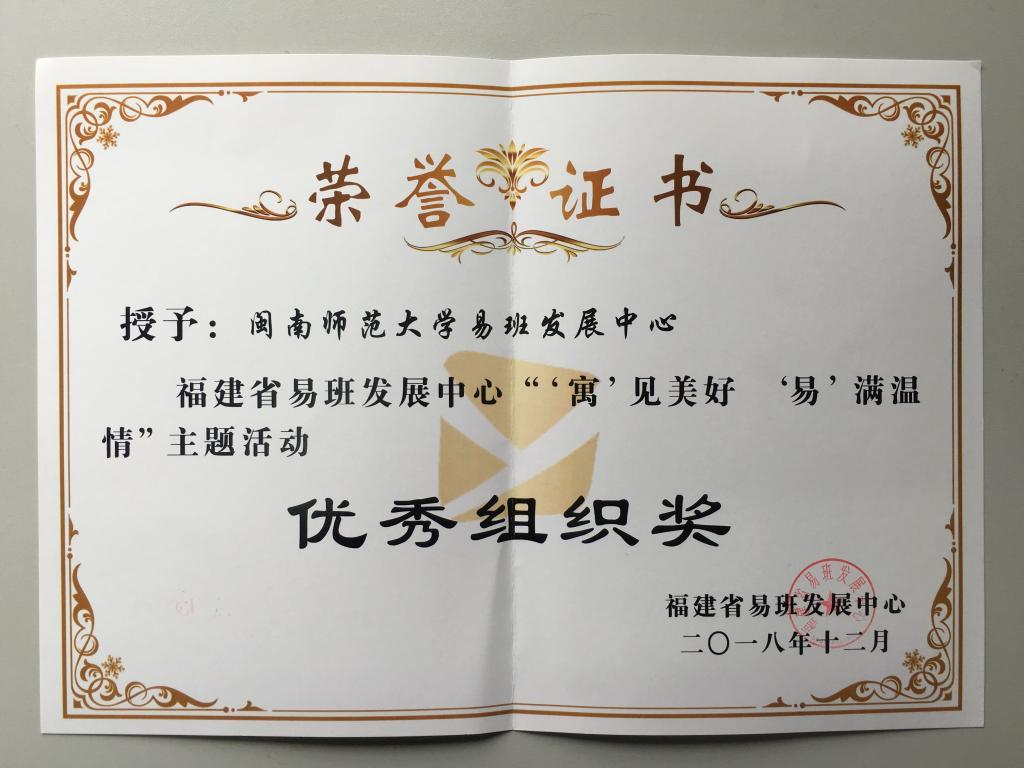 荣誉证书
授予：闽南师范大学易班发展中心
福建省易班发展中心“‘寓’见美好 ‘易’满温
情”主题活动
优秀组织奖
福建省易班发展中心
二〇一八年十二月